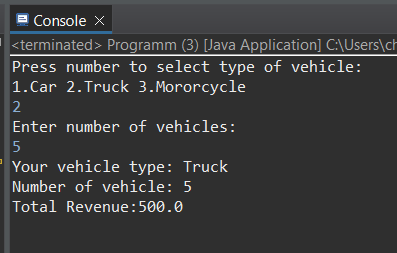 Console
<terminated> Programm (3) [Java Application] C:\Users\ch
Press number to select type of vehicle:
1.Car 2.Truck 3.Mororcycle
2
Enter number of vehicles:
5
Your vehicle type: Truck
Number of vehicle: 5
Total Revenue:500.0